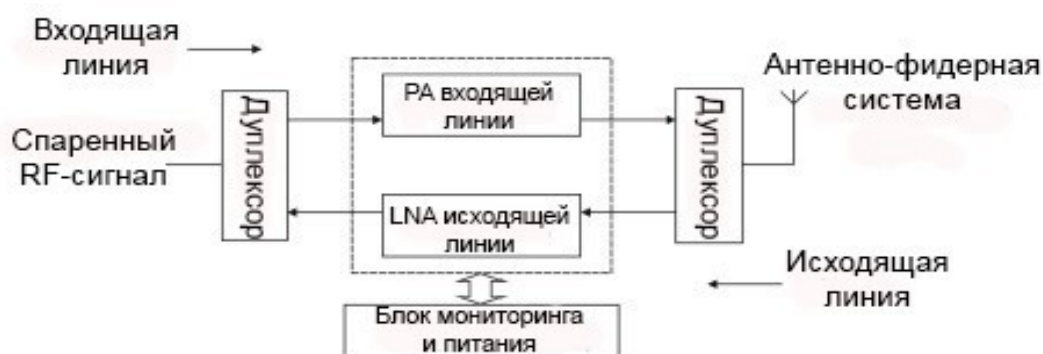 Входящая
линия
Спаренный
RF-сигнал
Дуплексор
PA входящей
линии
LNA исходящей
линии
Блок мониторинга
и питания
Дуплексор
Антенно-фидерная
система
Исходящая
линия